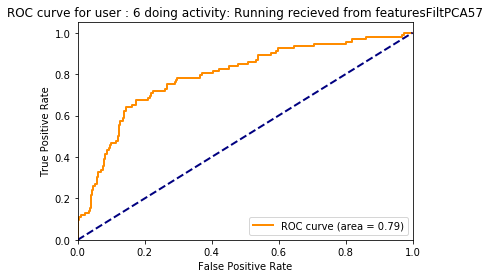 ROC curve for user : 6 doing activity: Running recieved from featuresFiltPCA57
1.0
0.8
0.6
0.4
0.2
0.0
True Positive Rate
ROC curve (area = 0.79)
0.0 0.2 0.4 0.6 0.8 1.0
False Positive Rate